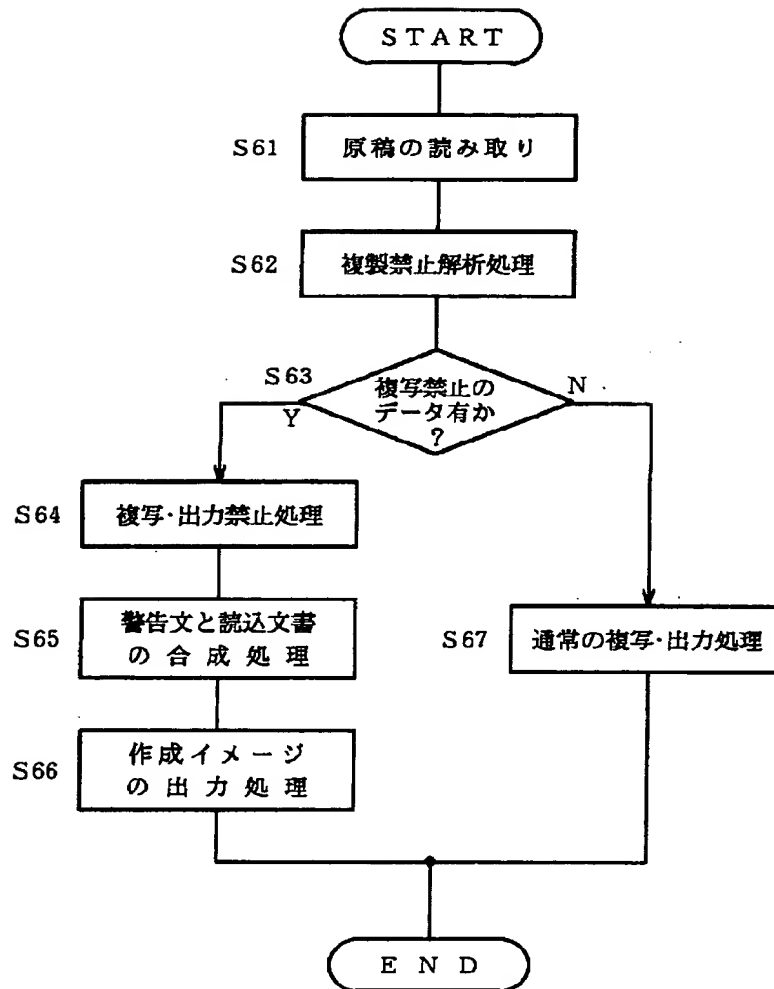 START
S61
原稿の読み取り
S62
複製禁止解析処理
S63
複写禁止の
データ有か
?
Y
N
S64
複写・出力禁止処理
S65
警告文と読込文書
の合成処理
S67
通常の複写・出力処理
S66
作成イメージ
の出力処理
END